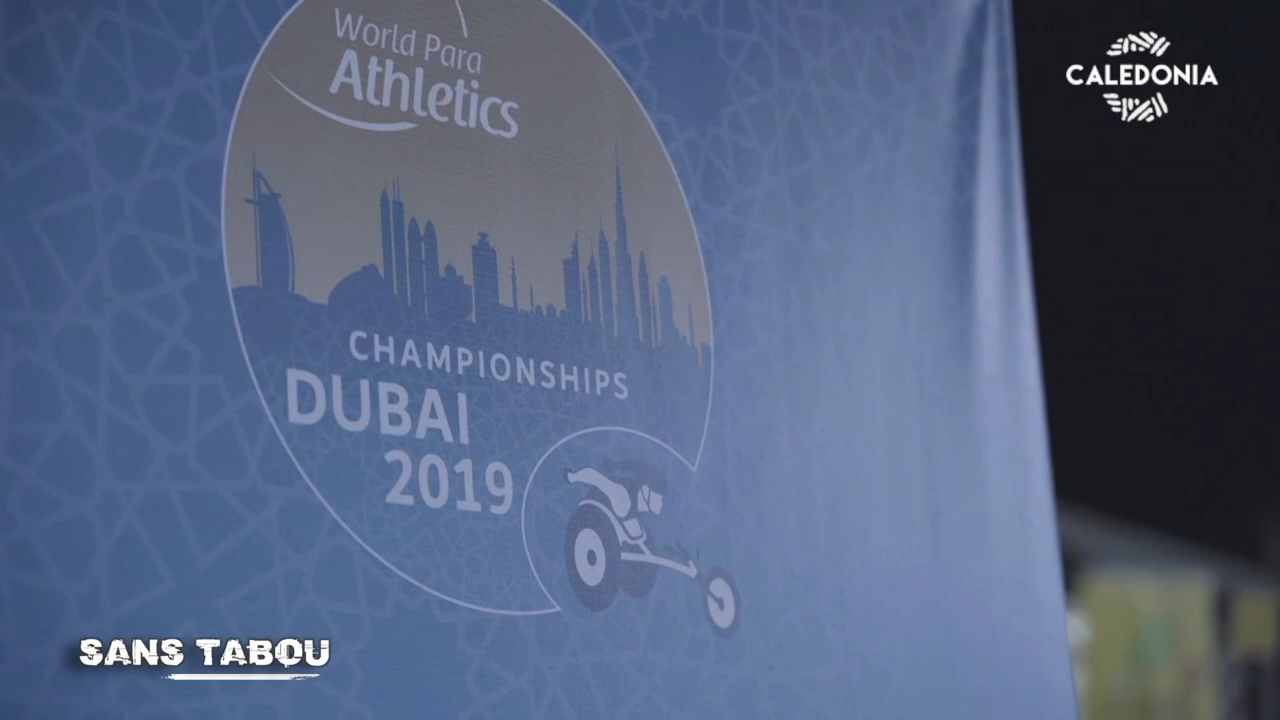 World Para
Athletics
CHAMPIONSHIPS
DUBAI
2019
CALEDONIA
SANS TABOU